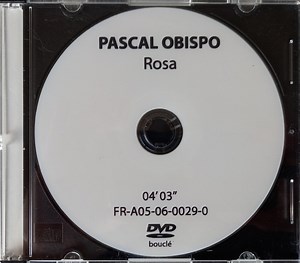 PASCAL OBISPO
Rosa
04'03"
FR-A05-06-0029-0
DVD
bouclé